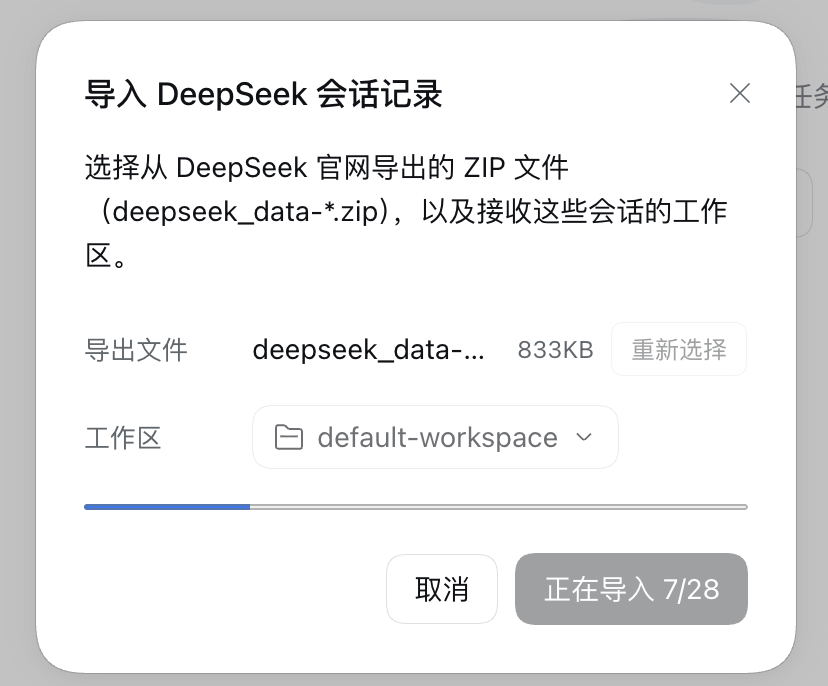 导入 DeepSeek 会话记录
任务
选择从 DeepSeek 官网导出的 ZIP 文件
（deepseek_data-*.zip），以及接收这些会话的工作
区。
导出文件 deepseek_data-... 833KB 重新选择
工作区 default-workspace
取消 正在导入 7/28